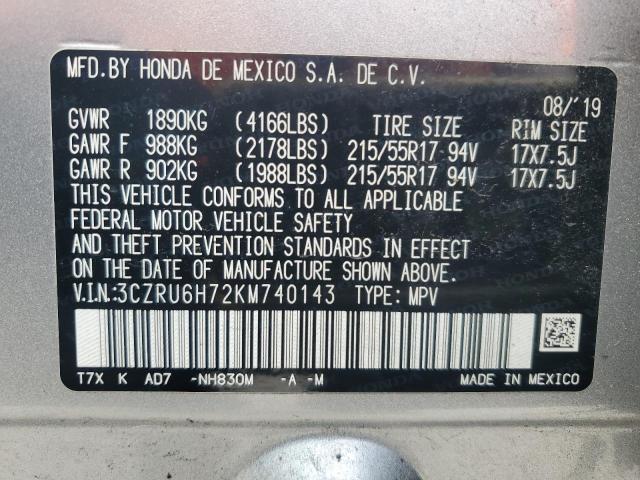 MFD.BY HONDA DE MEXICO S.A. DE C.V.
08/'19
GVWR 1890KG (4166LBS) TIRE SIZE RIM SIZE
GAWR F 988KG (2178LBS) 215/55R17 94V 17X7.5J
GAWR R 902KG (1988LBS) 215/55R17 94V 17X7.5J
THIS VEHICLE CONFORMS TO ALL APPLICABLE
FEDERAL MOTOR VEHICLE SAFETY
AND THEFT PREVENTION STANDARDS IN EFFECT
ON THE DATE OF MANUFACTURE SHOWN ABOVE.
V.I.N.:3CZRU6H72KM740143 TYPE: MPV
T7X K AD7 -NH830M -A -M MADE IN MEXICO